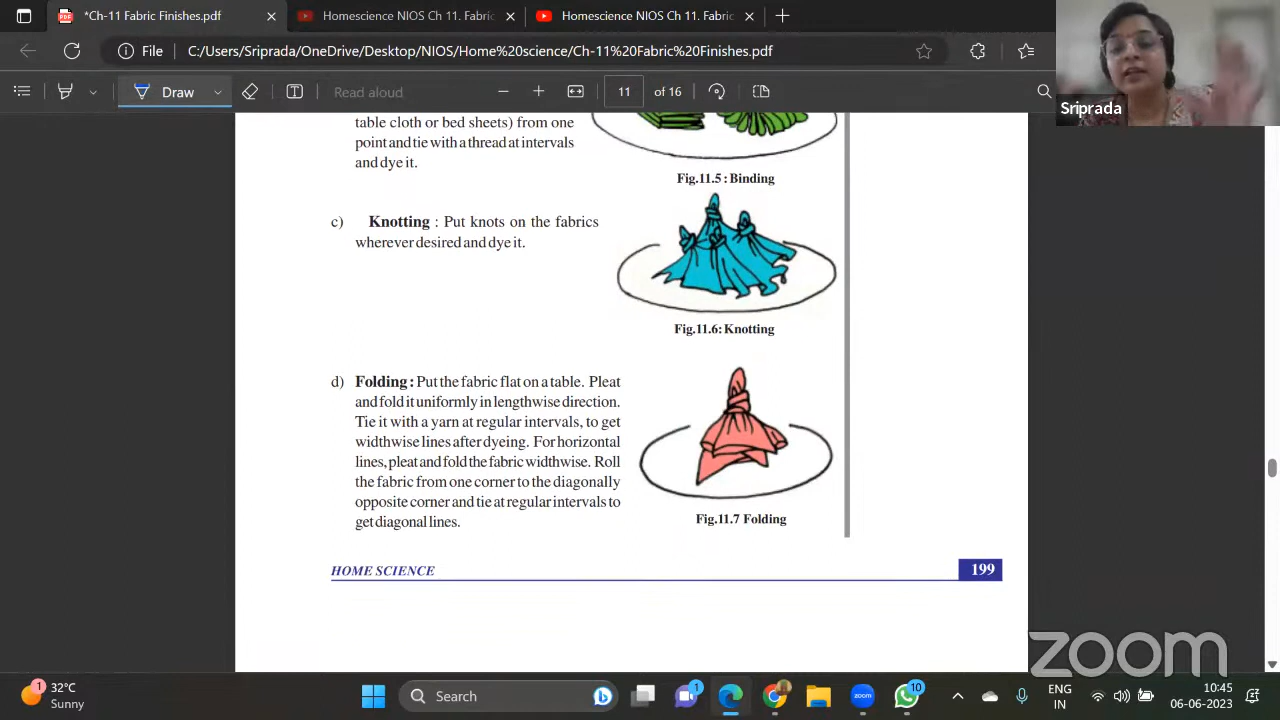 *Ch-11 Fabric Finishes.pdf
Homescience NIOS Ch 11. Fabric
Homescience NIOS Ch 11. Fabric
File
C:/Users/Sriprada/OneDrive/Desktop/NIOS/Home%20science/Ch-11%20Fabric%20Finishes.pdf
Draw
Read aloud
11 of 16
Sriprada
table cloth or bed sheets) from one
point and tie with a thread at intervals
and dye it.
Fig.11.5 : Binding
c) Knotting : Put knots on the fabrics
wherever desired and dye it.
Fig.11.6: Knotting
d) Folding : Put the fabric flat on a table. Pleat
and fold it uniformly in lengthwise direction.
Tie it with a yarn at regular intervals, to get
widthwise lines after dyeing. For horizontal
lines, pleat and fold the fabric widthwise. Roll
the fabric from one corner to the diagonally
opposite corner and tie at regular intervals to
get diagonal lines.
Fig.11.7 Folding
HOME SCIENCE
199
zoom
1
32°C
Sunny
Search
1
zoom
10
ENG
IN
10:45
06-06-2023